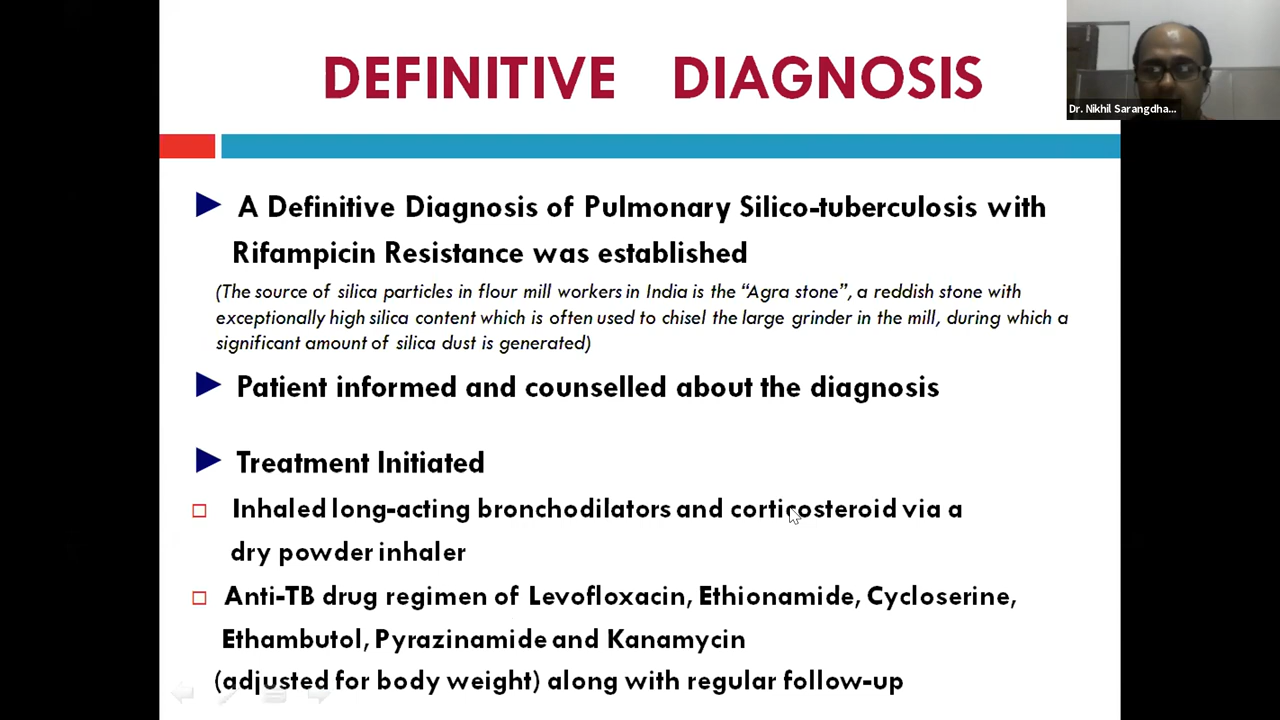 DEFINITIVE DIAGNOSIS
Dr. Nikhil Sarangdha...
A Definitive Diagnosis of Pulmonary Silico-tuberculosis with
Rifampicin Resistance was established
(The source of silica particles in flour mill workers in India is the “Agra stone”, a reddish stone with
exceptionally high silica content which is often used to chisel the large grinder in the mill, during which a
significant amount of silica dust is generated)
Patient informed and counselled about the diagnosis
Treatment Initiated
Inhaled long-acting bronchodilators and corticosteroid via a
dry powder inhaler
Anti-TB drug regimen of Levofloxacin, Ethionamide, Cycloserine,
Ethambutol, Pyrazinamide and Kanamycin
(adjusted for body weight) along with regular follow-up